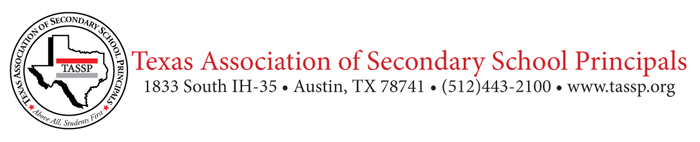 TEXAS ASSOCIATION OF SECONDARY SCHOOL PRINCIPALS
TASSP
Above All, Students First
Texas Association of Secondary School Principals
1833 South IH-35 • Austin, TX 78741 • (512)443-2100 • www.tassp.org